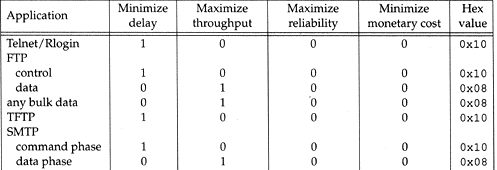 Application Minimize delay Maximize throughput Maximize reliability Minimize monetary cost Hex value
Telnet/Rlogin 1 0 0 0 0x10
FTP
control 1 0 0 0 0x10
data 0 1 0 0 0x08
any bulk data 0 1 0 0 0x08
TFTP 1 0 0 0 0x10
SMTP
command phase 1 0 0 0 0x10
data phase 0 1 0 0 0x08